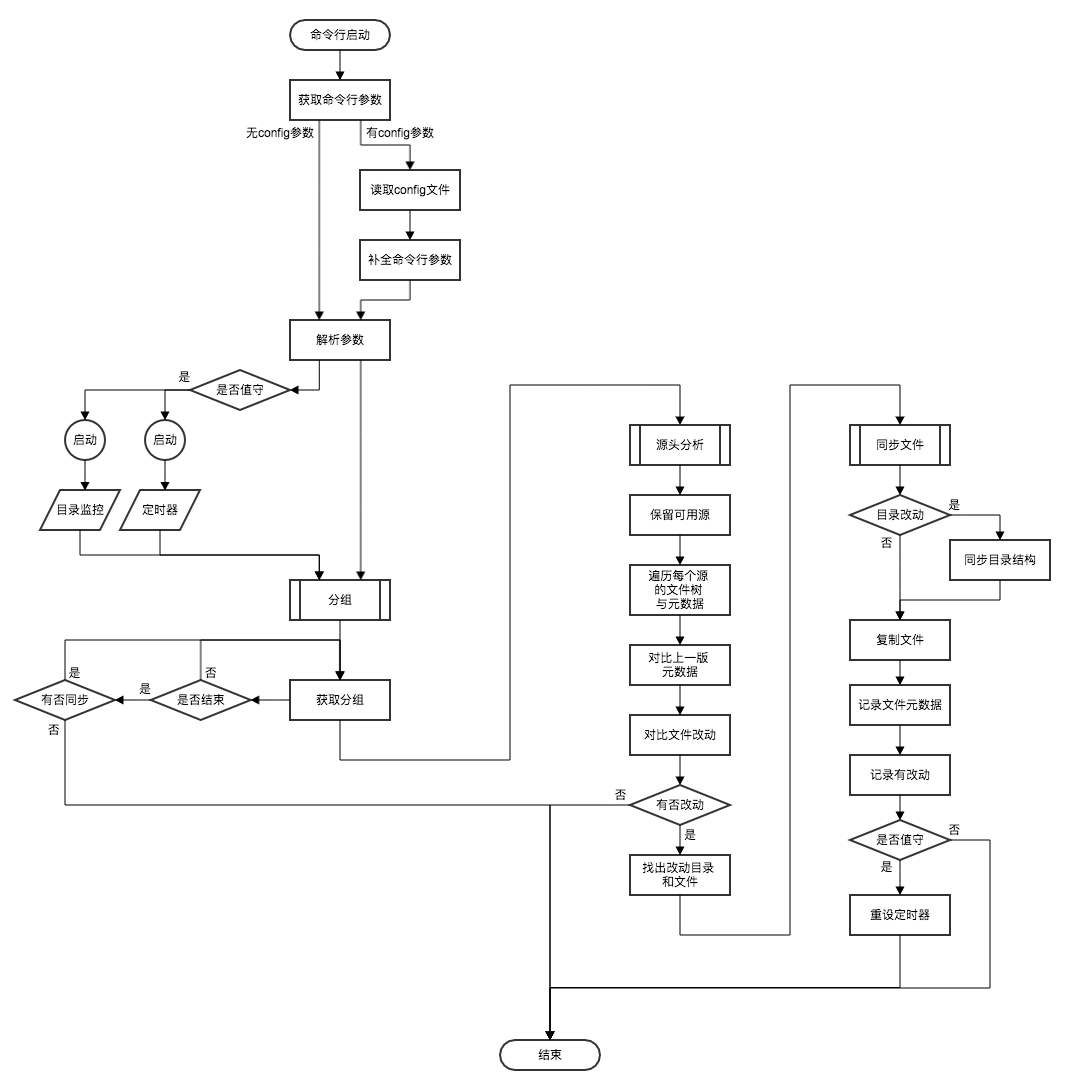 命令行启动
获取命令行参数
无config参数
有config参数
读取config文件
补全命令行参数
解析参数
是否值守
是
启动
启动
目录监控
定时器
分组
获取分组
是否结束
否
是
有否同步
是
否
源头分析
保留可用源
遍历每个源
的文件树
与元数据
对比上一版
元数据
对比文件改动
有否改动
否
是
找出改动目录
和文件
同步文件
目录改动
是
否
同步目录结构
复制文件
记录文件元数据
记录有改动
是否值守
否
是
重设定时器
结束